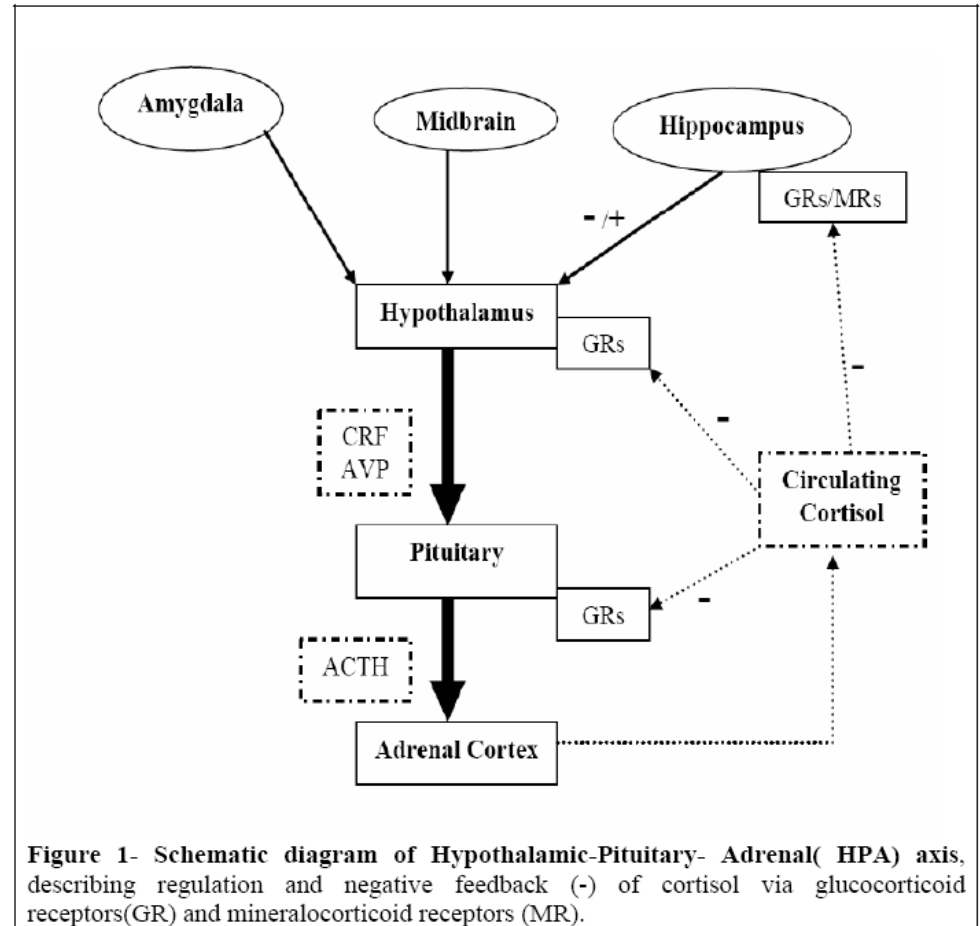 Amygdala
Midbrain
Hippocampus
GRs/MRs
- /+
Hypothalamus
GRs
-
-
CRF
AVP
Circulating
Cortisol
Pituitary
GRs
-
ACTH
Adrenal Cortex
Figure 1- Schematic diagram of Hypothalamic-Pituitary- Adrenal( HPA) axis,
describing regulation and negative feedback (-) of cortisol via glucocorticoid
receptors(GR) and mineralocorticoid receptors (MR).